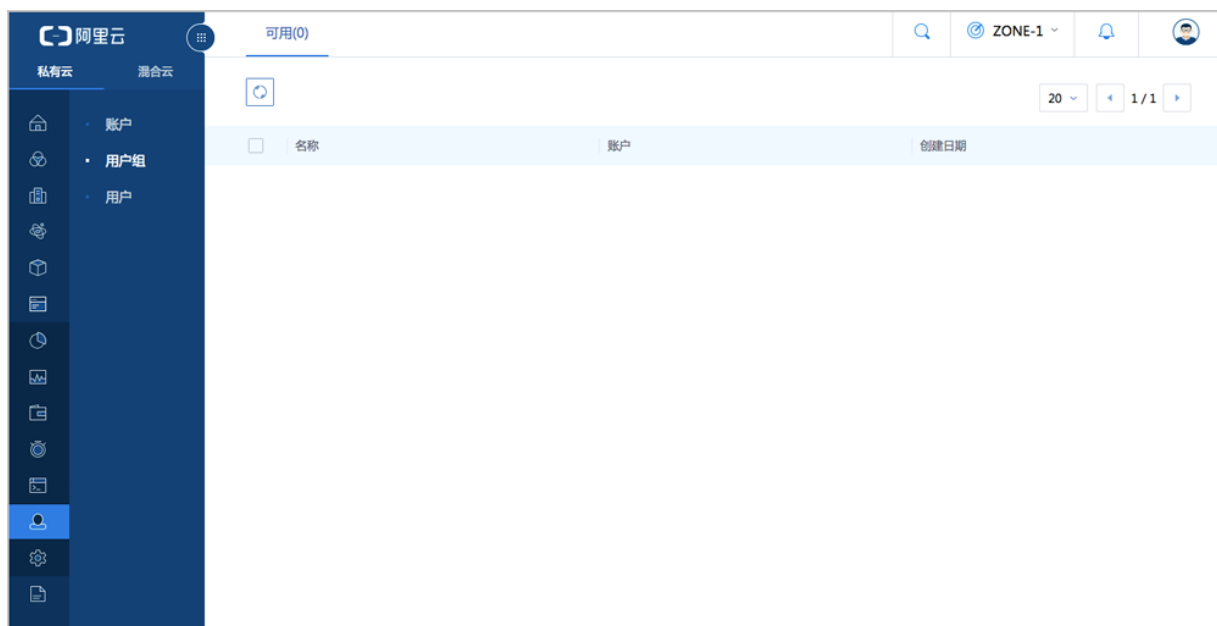 阿里云
可用(0)
ZONE-1
私有云 混合云
20 1 / 1
账户
用户组
用户
名称 账户 创建日期